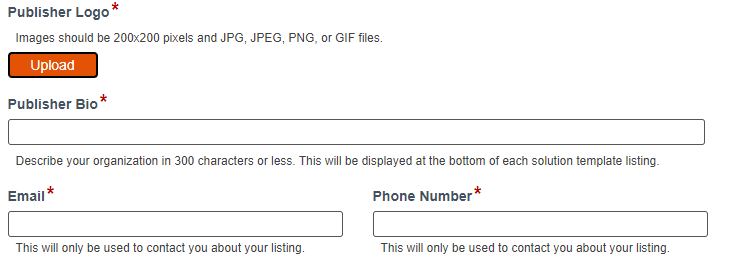 Publisher Logo*
Images should be 200x200 pixels and JPG, JPEG, PNG, or GIF files.
Upload
Publisher Bio*
Describe your organization in 300 characters or less. This will be displayed at the bottom of each solution template listing.
Email* Phone Number*
This will only be used to contact you about your listing. This will only be used to contact you about your listing.